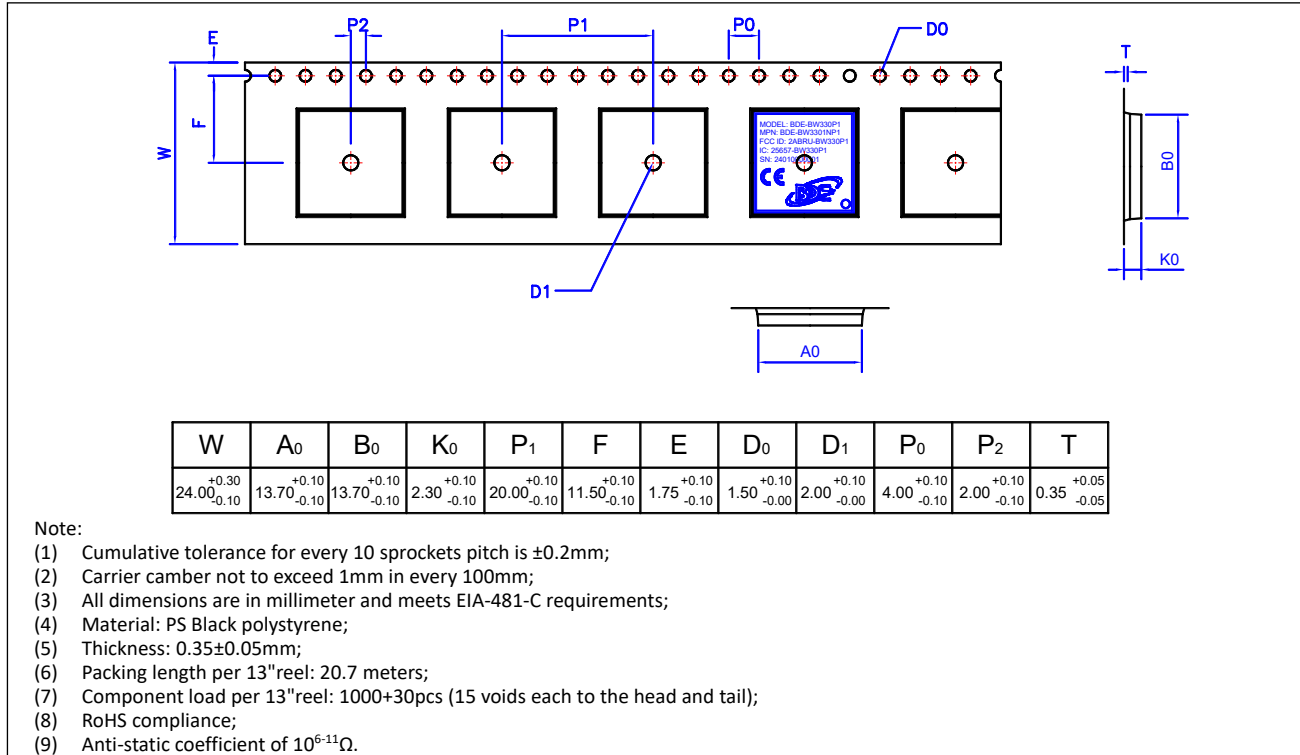 P2 P1 P0 D0
E
T
F
W
MODEL: BDE-BW330P1
MPN: BDE-BW3301NP1
FCC ID: 2ABRU-BW330P1
IC: 25657-BW330P1
CE
BDE
B0
K0
D1
A0
W A0 B0 K0 P1 F E D0 D1 P0 P2 T
24.00 +0.30 -0.10 13.70 +0.10 -0.10 13.70 +0.10 -0.10 2.30 +0.10 -0.10 20.00 +0.10 -0.10 11.50 +0.10 -0.10 1.75 +0.10 -0.10 1.50 +0.10 -0.00 2.00 +0.10 -0.00 4.00 +0.10 -0.10 2.00 +0.10 -0.10 0.35 +0.05 -0.05
Note:
(1) Cumulative tolerance for every 10 sprockets pitch is ±0.2mm;
(2) Carrier camber not to exceed 1mm in every 100mm;
(3) All dimensions are in millimeter and meets EIA-481-C requirements;
(4) Material: PS Black polystyrene;
(5) Thickness: 0.35±0.05mm;
(6) Packing length per 13"reel: 20.7 meters;
(7) Component load per 13"reel: 1000+30pcs (15 voids each to the head and tail);
(8) RoHS compliance;
(9) Anti-static coefficient of 10⁶⁻¹¹Ω.